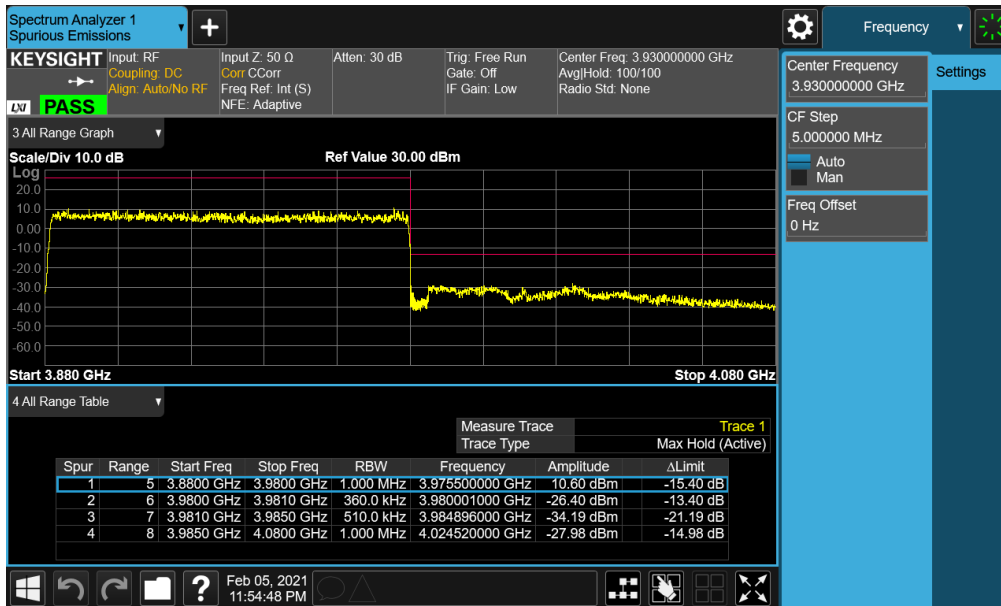 Spectrum Analyzer 1
Spurious Emissions
Frequency
KEYSIGHT
LXI
PASS
Input: RF
Coupling: DC
Align: Auto/No RF
Input Z: 50 Ω
Corr CCorr
Freq Ref: Int (S)
NFE: Adaptive
Atten: 30 dB
Trig: Free Run
Gate: Off
IF Gain: Low
Center Freq: 3.930000000 GHz
Avg|Hold: 100/100
Radio Std: None
Center Frequency
3.930000000 GHz
Settings
CF Step
5.000000 MHz
Auto
Man
Freq Offset
0 Hz
3 All Range Graph
Scale/Div 10.0 dB
Ref Value 30.00 dBm
Log
20.0
10.0
0.00
-10.0
-20.0
-30.0
-40.0
-50.0
-60.0
Start 3.880 GHz
Stop 4.080 GHz
4 All Range Table
Measure Trace Trace 1
Trace Type Max Hold (Active)
Spur Range Start Freq Stop Freq RBW Frequency Amplitude ΔLimit
1 5 3.8800 GHz 3.9800 GHz 1.000 MHz 3.975500000 GHz 10.60 dBm -15.40 dB
2 6 3.9800 GHz 3.9810 GHz 360.0 kHz 3.980001000 GHz -26.40 dBm -13.40 dB
3 7 3.9810 GHz 3.9850 GHz 510.0 kHz 3.984896000 GHz -34.19 dBm -21.19 dB
4 8 3.9850 GHz 4.0800 GHz 1.000 MHz 4.024520000 GHz -27.98 dBm -14.98 dB
?
Feb 05, 2021
11:54:48 PM